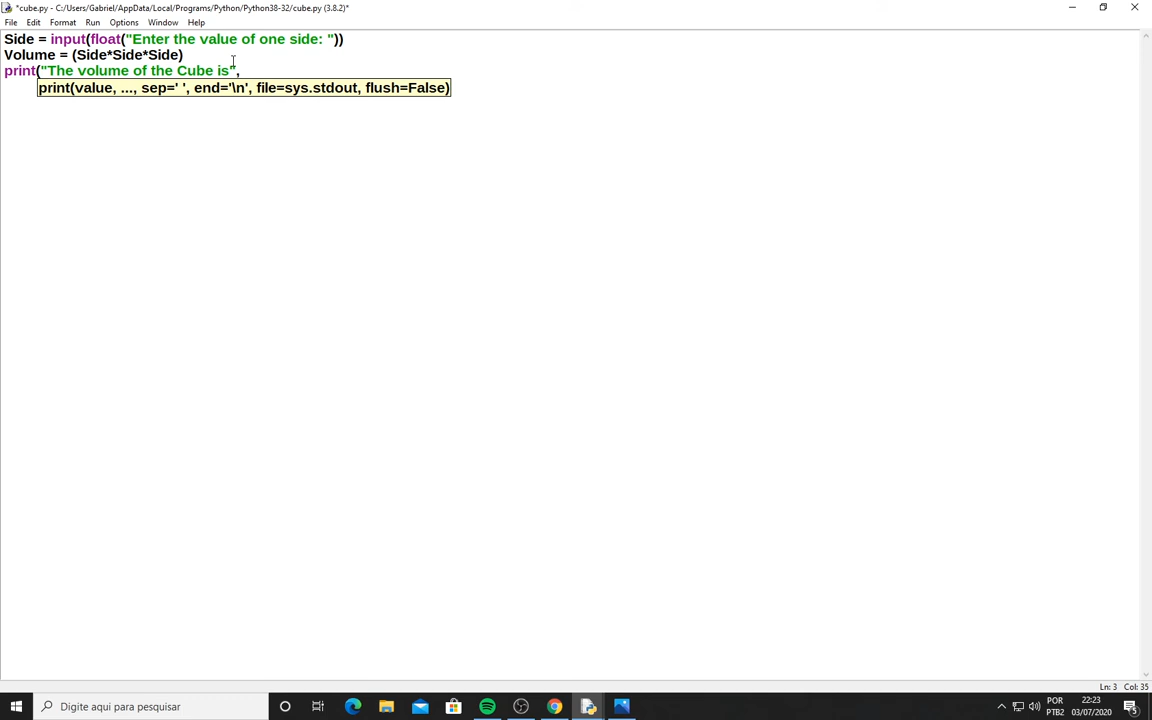 *cube.py - C:/Users/Gabriel/AppData/Local/Programs/Python/Python38-32/cube.py (3.8.2)*
File Edit Format Run Options Window Help
Side = input(float("Enter the value of one side: "))
Volume = (Side*Side*Side)
print("The volume of the Cube is",
print(value, ..., sep=' ', end='\n', file=sys.stdout, flush=False)
Ln: 3 Col: 35
Digite aqui para pesquisar
POR
PTB2
22:23
03/07/2020
5